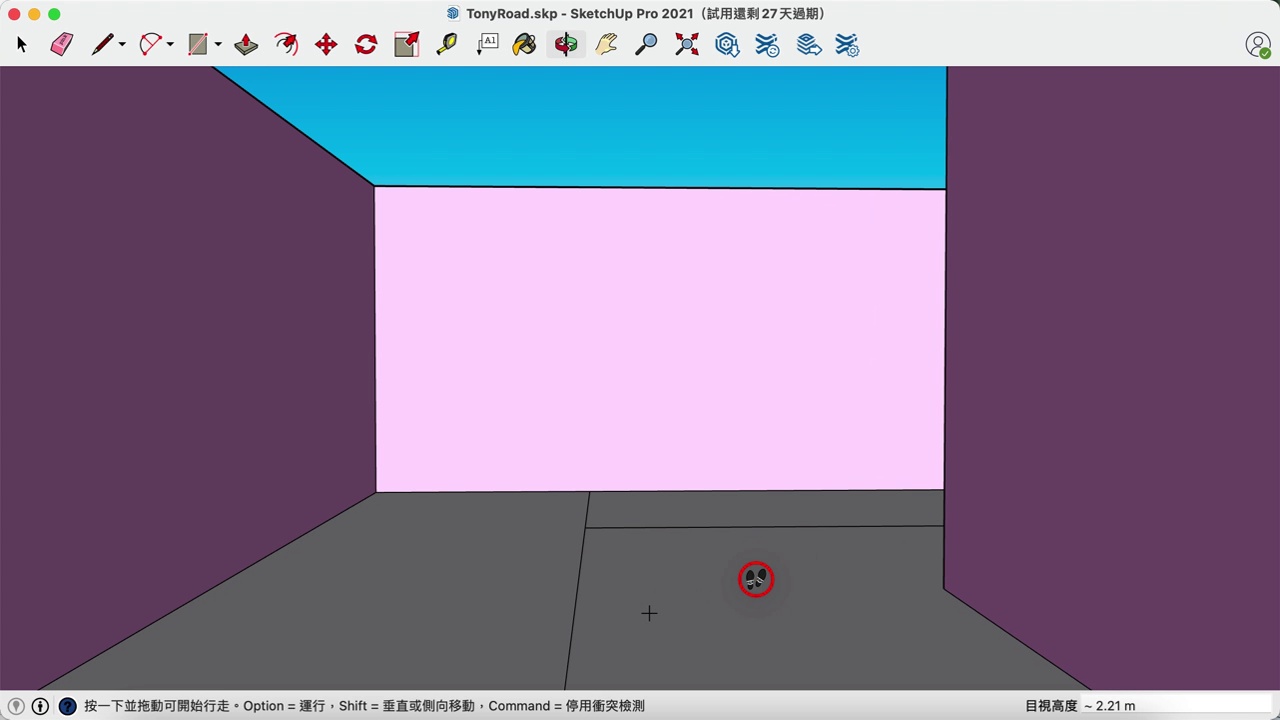 TonyRoad.skp - SketchUp Pro 2021（試用還剩 27 天過期）
A1
按一下並拖動可開始行走。Option = 運行，Shift = 垂直或側向移動，Command = 停用衝突檢測
目視高度 ~ 2.21 m